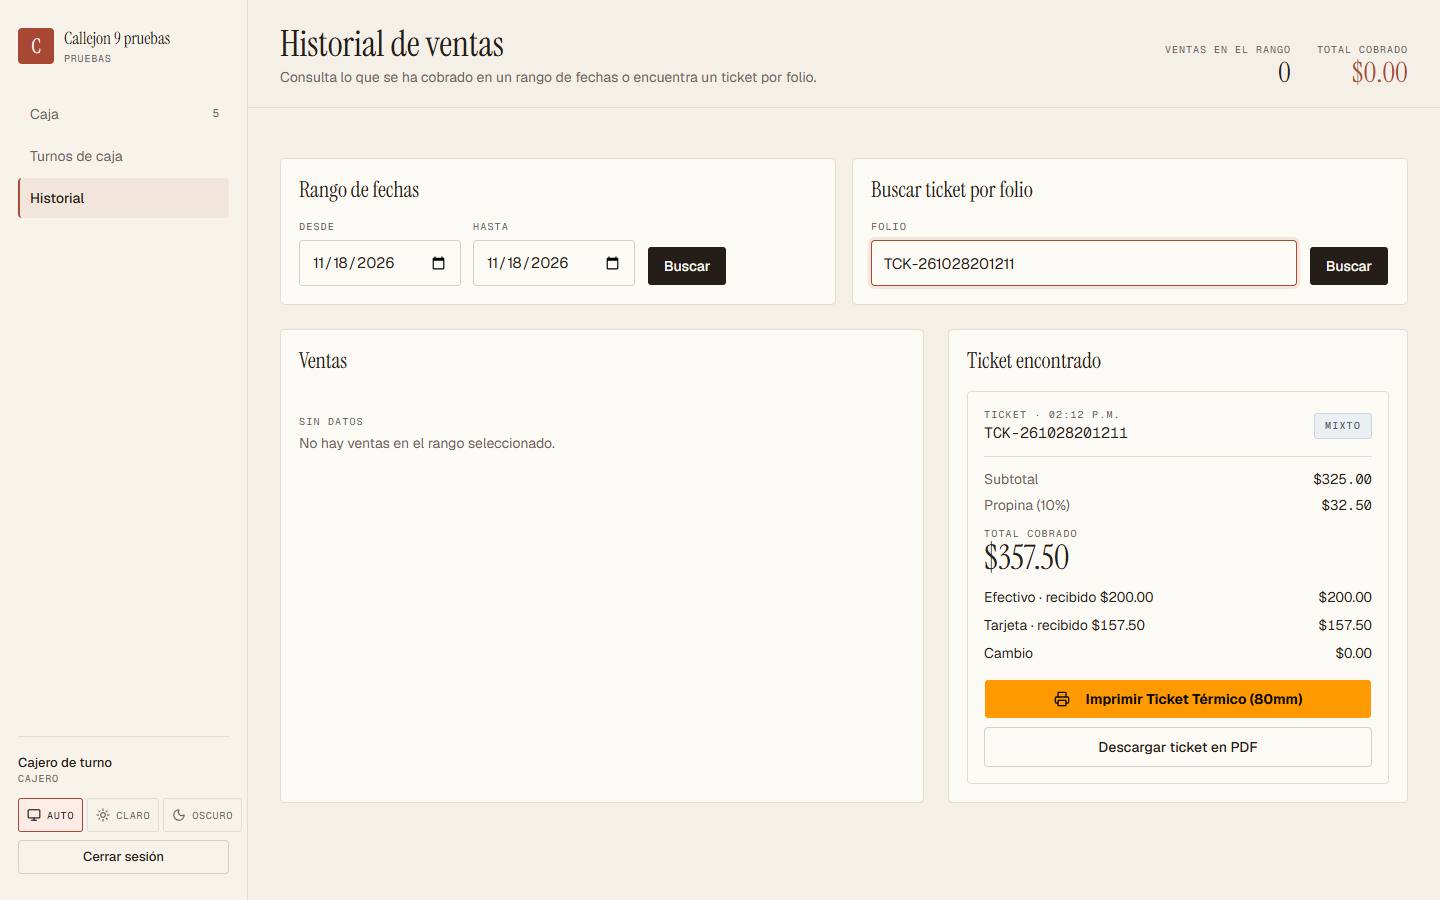 C
Callejon 9 pruebas
PRUEBAS
Caja 5
Turnos de caja
Historial
Cajero de turno
CAJERO
AUTO CLARO OSCURO
Cerrar sesión
Historial de ventas
Consulta lo que se ha cobrado en un rango de fechas o encuentra un ticket por folio.
VENTAS EN EL RANGO
0
TOTAL COBRADO
$0.00
Rango de fechas
DESDE HASTA
11/18/2026 11/18/2026 Buscar
Buscar ticket por folio
FOLIO
TCK-261028201211 Buscar
Ventas
SIN DATOS
No hay ventas en el rango seleccionado.
Ticket encontrado
TICKET · 02:12 P.M.
TCK-261028201211
MIXTO
Subtotal $325.00
Propina (10%) $32.50
TOTAL COBRADO
$357.50
Efectivo · recibido $200.00 $200.00
Tarjeta · recibido $157.50 $157.50
Cambio $0.00
Imprimir Ticket Térmico (80mm)
Descargar ticket en PDF